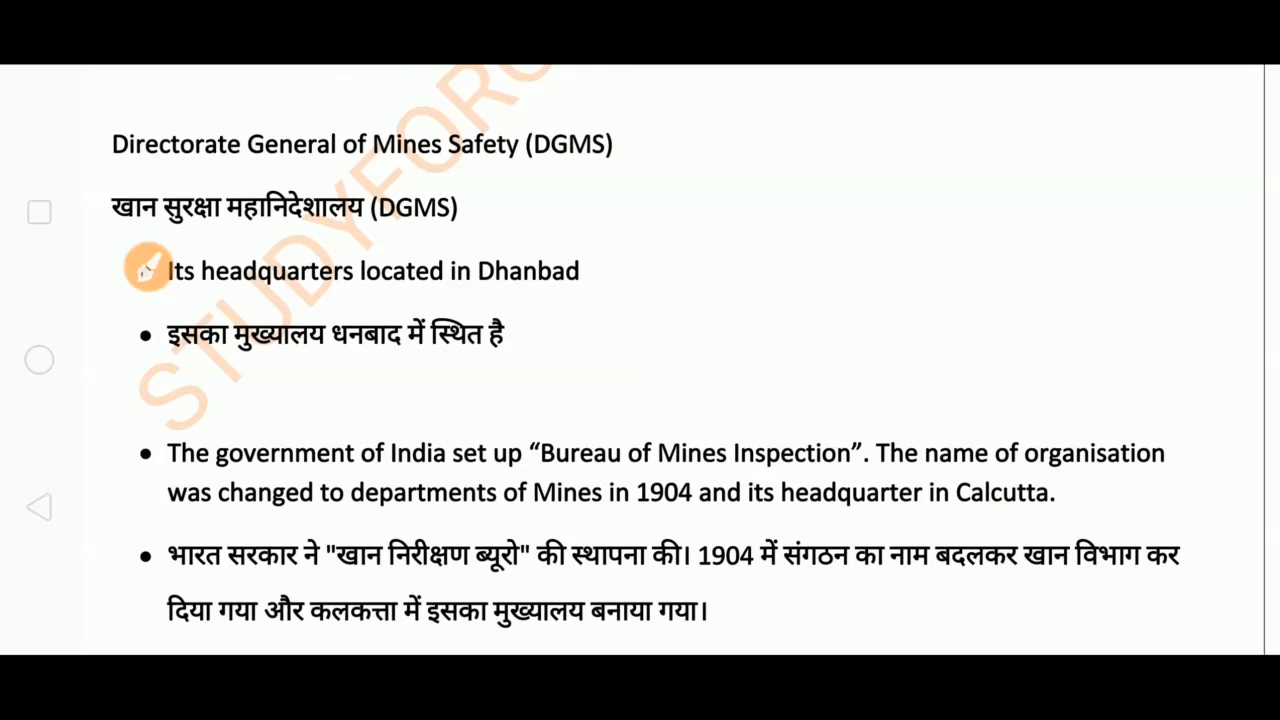 Directorate General of Mines Safety (DGMS)
खान सुरक्षा महानिदेशालय (DGMS)
Its headquarters located in Dhanbad
• इसका मुख्यालय धनबाद में स्थित है
• The government of India set up “Bureau of Mines Inspection”. The name of organisation
was changed to departments of Mines in 1904 and its headquarter in Calcutta.
• भारत सरकार ने "खान निरीक्षण ब्यूरो" की स्थापना की। 1904 में संगठन का नाम बदलकर खान विभाग कर
दिया गया और कलकत्ता में इसका मुख्यालय बनाया गया।
STUDYFORC